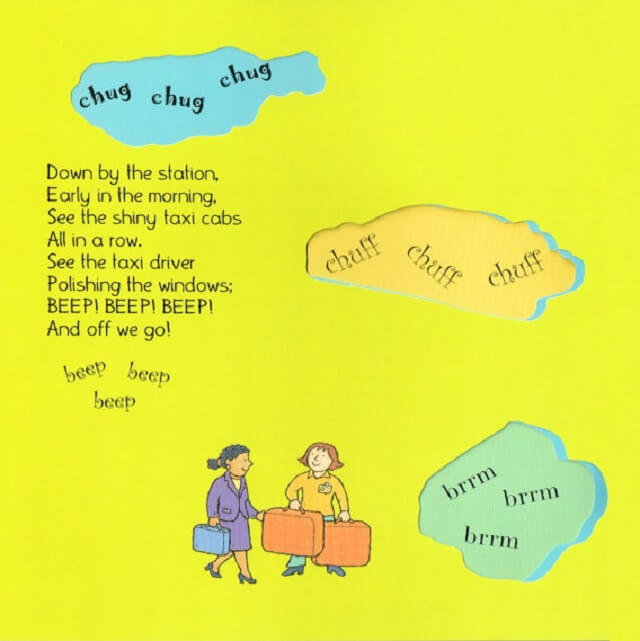 chug chug chug
Down by the station,
Early in the morning,
See the shiny taxi cabs
All in a row.
See the taxi driver
Polishing the windows;
BEEP! BEEP! BEEP!
And off we go!
beep beep
beep
chuff chuff chuff
brrm
brrm
brrm